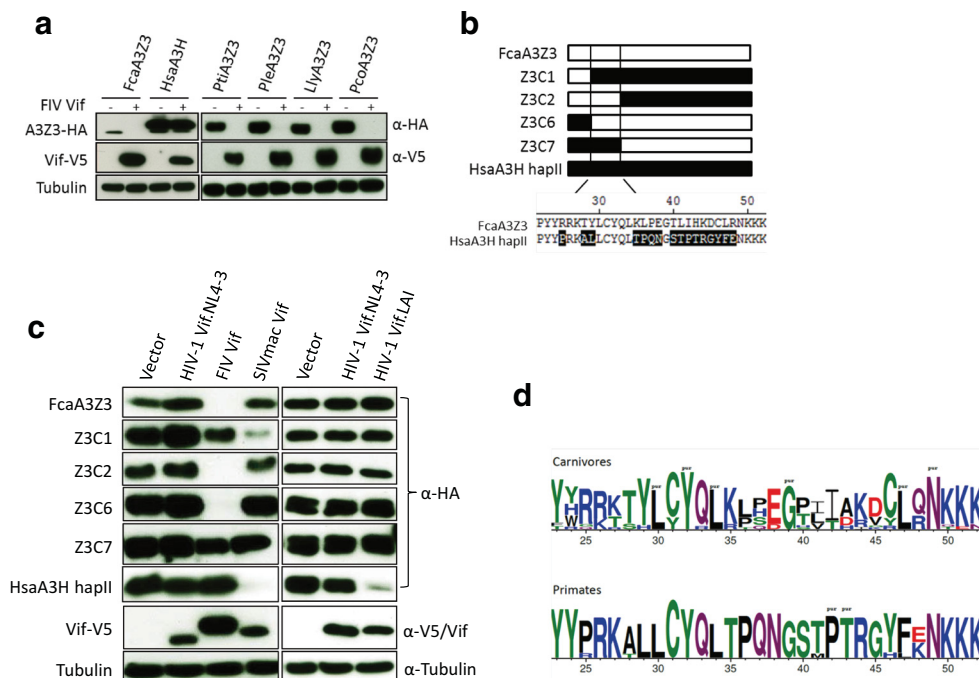 a
FcaA3Z3 HsaA3H PtiA3Z3 PleA3Z3 LlyA3Z3 PcoA3Z3
FIV Vif - + - + - + - + - + - +
A3Z3-HA α-HA
Vif-V5 α-V5
Tubulin
b
FcaA3Z3
Z3C1
Z3C2
Z3C6
Z3C7
HsaA3H hapII
30 40 50
FcaA3Z3 PYYRRKTYLCYQLKLPEGTLIHKDCLRNKKK
HsaA3H hapII PYYPRKALLCYQLTPQNGSTPTRGYFENKKK
c
Vector HIV-1 Vif.NL4-3 FIV Vif SIVmac Vif Vector HIV-1 Vif.NL4-3 HIV-1 Vif.LAI
FcaA3Z3
Z3C1
Z3C2
Z3C6
Z3C7
HsaA3H hapII
α-HA
Vif-V5 α-V5/Vif
Tubulin α-Tubulin
d
Carnivores
25 30 35 40 45 50
Primates
YYPRKALLCYQLTPQNGSTPTRGYFENKKK
25 30 35 40 45 50